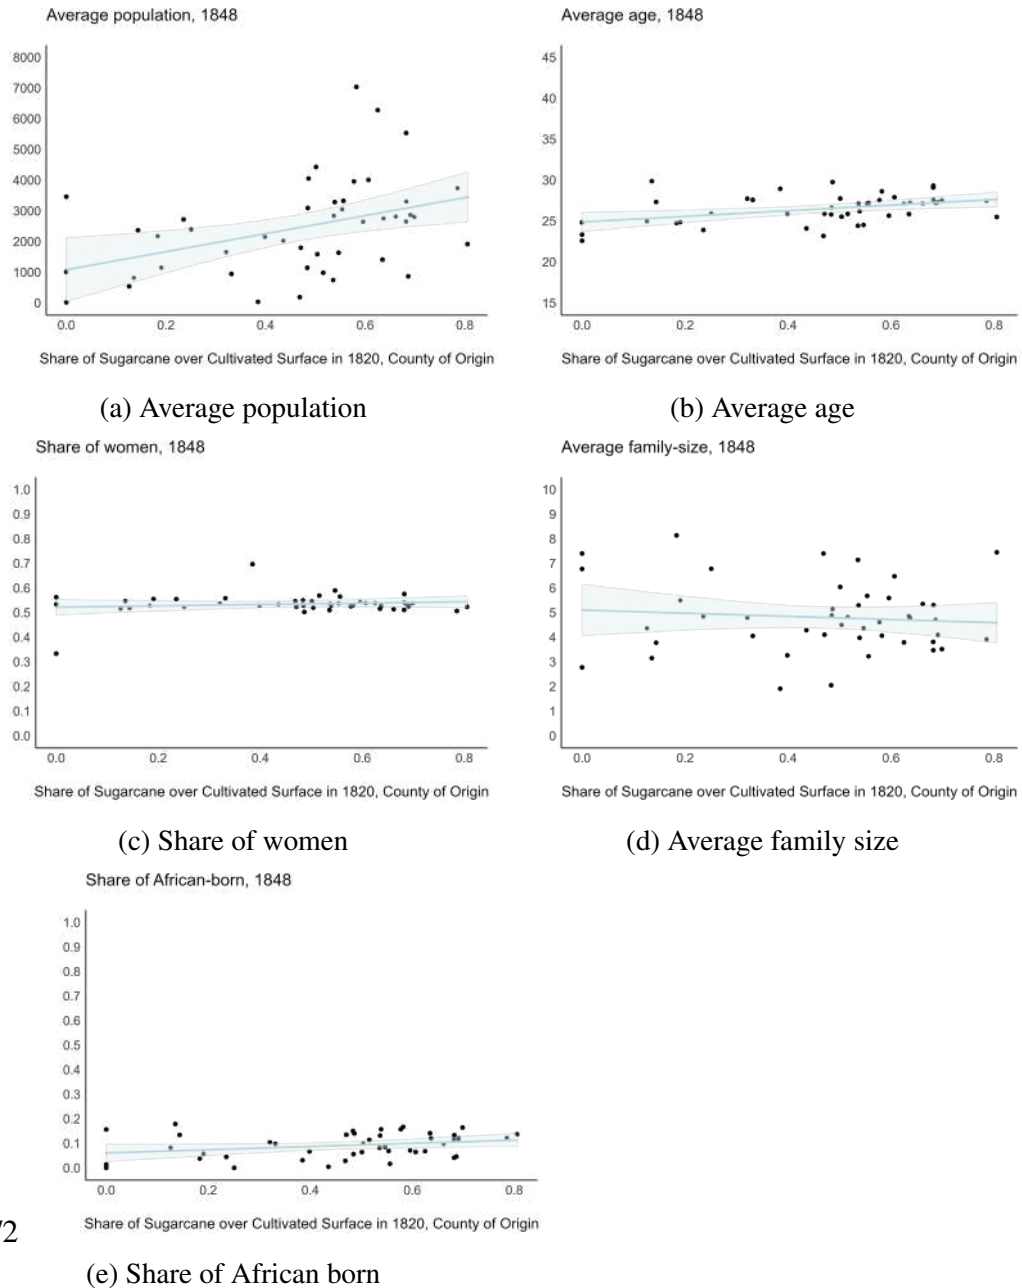 Average population, 1848
8000
7000
6000
5000
4000
3000
2000
1000
0
0.0 0.2 0.4 0.6 0.8
Share of Sugarcane over Cultivated Surface in 1820, County of Origin
(a) Average population
Average age, 1848
45
40
35
30
25
20
15
0.0 0.2 0.4 0.6 0.8
Share of Sugarcane over Cultivated Surface in 1820, County of Origin
(b) Average age
Share of women, 1848
1.0
0.9
0.8
0.7
0.6
0.5
0.4
0.3
0.2
0.1
0.0
0.0 0.2 0.4 0.6 0.8
Share of Sugarcane over Cultivated Surface in 1820, County of Origin
(c) Share of women
Average family-size, 1848
10
9
8
7
6
5
4
3
2
1
0
0.0 0.2 0.4 0.6 0.8
Share of Sugarcane over Cultivated Surface in 1820, County of Origin
(d) Average family size
Share of African-born, 1848
1.0
0.9
0.8
0.7
0.6
0.5
0.4
0.3
0.2
0.1
0.0
0.0 0.2 0.4 0.6 0.8
Share of Sugarcane over Cultivated Surface in 1820, County of Origin
(e) Share of African born